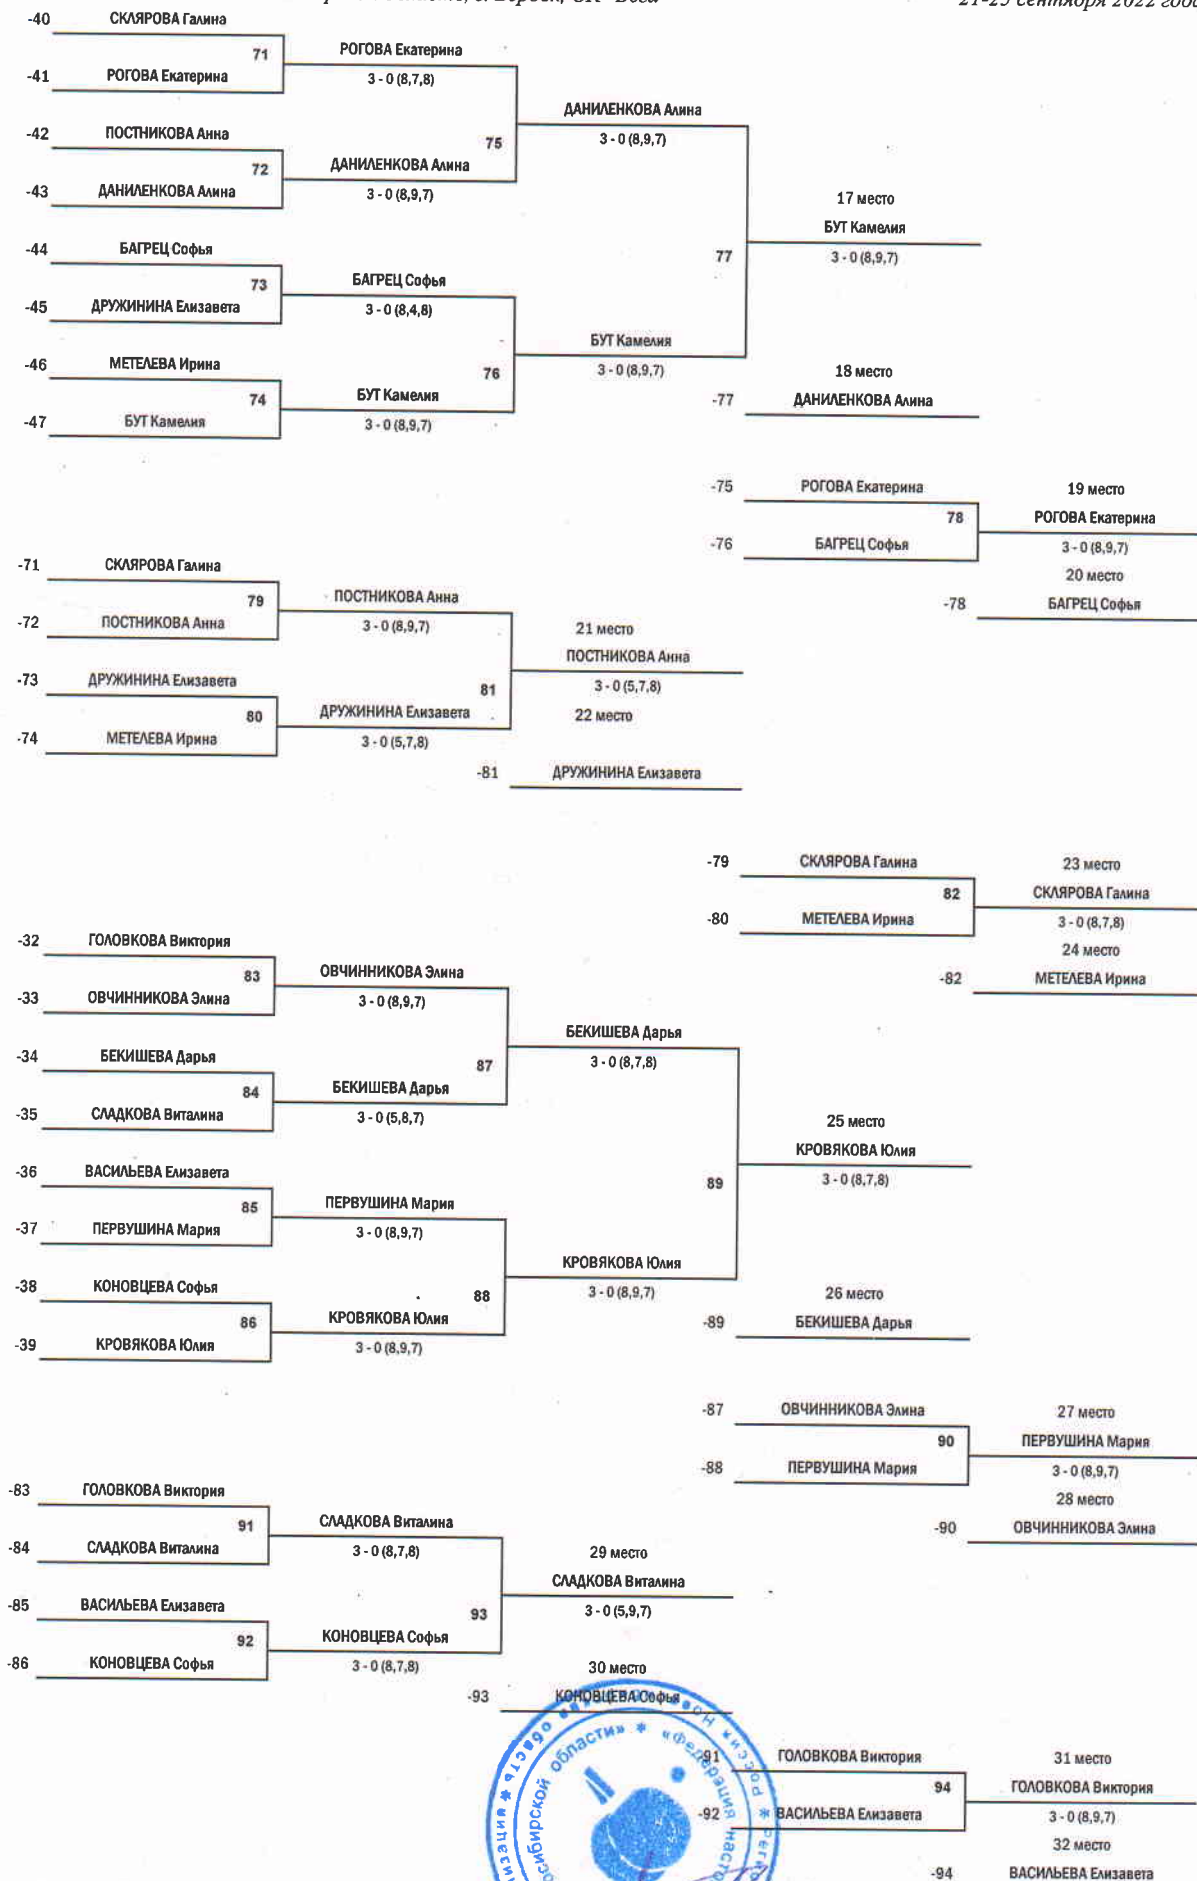 21-25 сентября 2022 года
-40 СКЛЯРОВА Галина
71 РОГОВА Екатерина
-41 РОГОВА Екатерина
3 - 0 (8,7,8)
ДАНИЛЕНКОВА Алина
-42 ПОСТНИКОВА Анна
75 3 - 0 (8,9,7)
72 ДАНИЛЕНКОВА Алина
-43 ДАНИЛЕНКОВА Алина
3 - 0 (8,9,7)
17 место
БУТ Камелия
-44 БАГРЕЦ Софья
77 3 - 0 (8,9,7)
73 БАГРЕЦ Софья
-45 ДРУЖИНИНА Елизавета
3 - 0 (8,4,8)
БУТ Камелия
-46 МЕТЕЛЕВА Ирина
76 3 - 0 (8,9,7)
18 место
74 БУТ Камелия
-77 ДАНИЛЕНКОВА Алина
-47 БУТ Камелия
3 - 0 (8,9,7)
-75 РОГОВА Екатерина
19 место
78 РОГОВА Екатерина
-76 БАГРЕЦ Софья
3 - 0 (8,9,7)
-71 СКЛЯРОВА Галина
20 место
79 ПОСТНИКОВА Анна
-78 БАГРЕЦ Софья
-72 ПОСТНИКОВА Анна
3 - 0 (8,9,7)
21 место
ПОСТНИКОВА Анна
-73 ДРУЖИНИНА Елизавета
81 3 - 0 (5,7,8)
80 ДРУЖИНИНА Елизавета
22 место
-74 МЕТЕЛЕВА Ирина
3 - 0 (5,7,8)
-81 ДРУЖИНИНА Елизавета
-79 СКЛЯРОВА Галина
23 место
82 СКЛЯРОВА Галина
-80 МЕТЕЛЕВА Ирина
3 - 0 (8,7,8)
24 место
-82 МЕТЕЛЕВА Ирина
-32 ГОЛОВКОВА Виктория
83 ОВЧИННИКОВА Элина
-33 ОВЧИННИКОВА Элина
3 - 0 (8,9,7)
БЕКИШЕВА Дарья
-34 БЕКИШЕВА Дарья
87 3 - 0 (8,7,8)
84 БЕКИШЕВА Дарья
-35 СЛАДКОВА Виталина
3 - 0 (5,8,7)
25 место
КРОВЯКОВА Юлия
-36 ВАСИЛЬЕВА Елизавета
89 3 - 0 (8,7,8)
85 ПЕРВУШИНА Мария
-37 ПЕРВУШИНА Мария
3 - 0 (8,9,7)
КРОВЯКОВА Юлия
-38 КОНОВЦЕВА Софья
88 3 - 0 (8,9,7)
26 место
86 КРОВЯКОВА Юлия
-89 БЕКИШЕВА Дарья
-39 КРОВЯКОВА Юлия
3 - 0 (8,9,7)
-87 ОВЧИННИКОВА Элина
27 место
90 ПЕРВУШИНА Мария
-88 ПЕРВУШИНА Мария
3 - 0 (8,9,7)
28 место
-90 ОВЧИННИКОВА Элина
-83 ГОЛОВКОВА Виктория
91 СЛАДКОВА Виталина
-84 СЛАДКОВА Виталина
3 - 0 (8,7,8)
29 место
СЛАДКОВА Виталина
-85 ВАСИЛЬЕВА Елизавета
93 3 - 0 (5,9,7)
92 КОНОВЦЕВА Софья
-86 КОНОВЦЕВА Софья
3 - 0 (8,7,8)
30 место
-93 КОНОВЦЕВА Софья
-91 ГОЛОВКОВА Виктория
31 место
94 ГОЛОВКОВА Виктория
-92 ВАСИЛЬЕВА Елизавета
3 - 0 (8,9,7)
32 место
-94 ВАСИЛЬЕВА Елизавета
область * Россия
области» * «Федерация